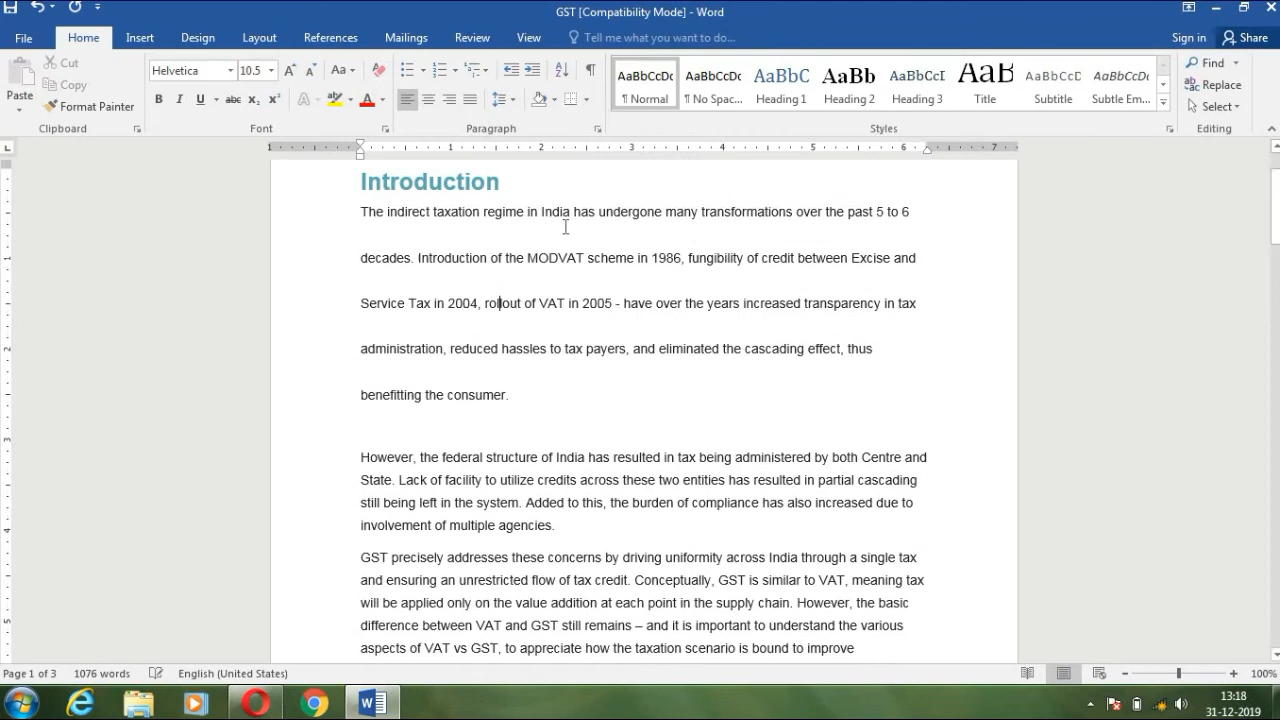 GST [Compatibility Mode] - Word
File Home Insert Design Layout References Mailings Review View Tell me what you want to do... Sign in Share
Cut
Copy
Format Painter
Paste
Helvetica 10.5 Aa
B I U abc x₂ x² A A
¶
AaBbCcDc AaBbCcDc AaBbC AaBb AaBbCcI AaB AaBbCcD AaBbCcD
¶ Normal ¶ No Spac... Heading 1 Heading 2 Heading 3 Title Subtitle Subtle Em...
Find
Replace
Select
Clipboard Font Paragraph Styles Editing
1 1 2 3 4 5 6 7
Introduction
The indirect taxation regime in India has undergone many transformations over the past 5 to 6
decades. Introduction of the MODVAT scheme in 1986, fungibility of credit between Excise and
Service Tax in 2004, rollout of VAT in 2005 - have over the years increased transparency in tax
administration, reduced hassles to tax payers, and eliminated the cascading effect, thus
benefitting the consumer.
However, the federal structure of India has resulted in tax being administered by both Centre and
State. Lack of facility to utilize credits across these two entities has resulted in partial cascading
still being left in the system. Added to this, the burden of compliance has also increased due to
involvement of multiple agencies.
GST precisely addresses these concerns by driving uniformity across India through a single tax
and ensuring an unrestricted flow of tax credit. Conceptually, GST is similar to VAT, meaning tax
will be applied only on the value addition at each point in the supply chain. However, the basic
difference between VAT and GST still remains – and it is important to understand the various
aspects of VAT vs GST, to appreciate how the taxation scenario is bound to improve
Page 1 of 3 1076 words English (United States) 100%
13:18
31-12-2019